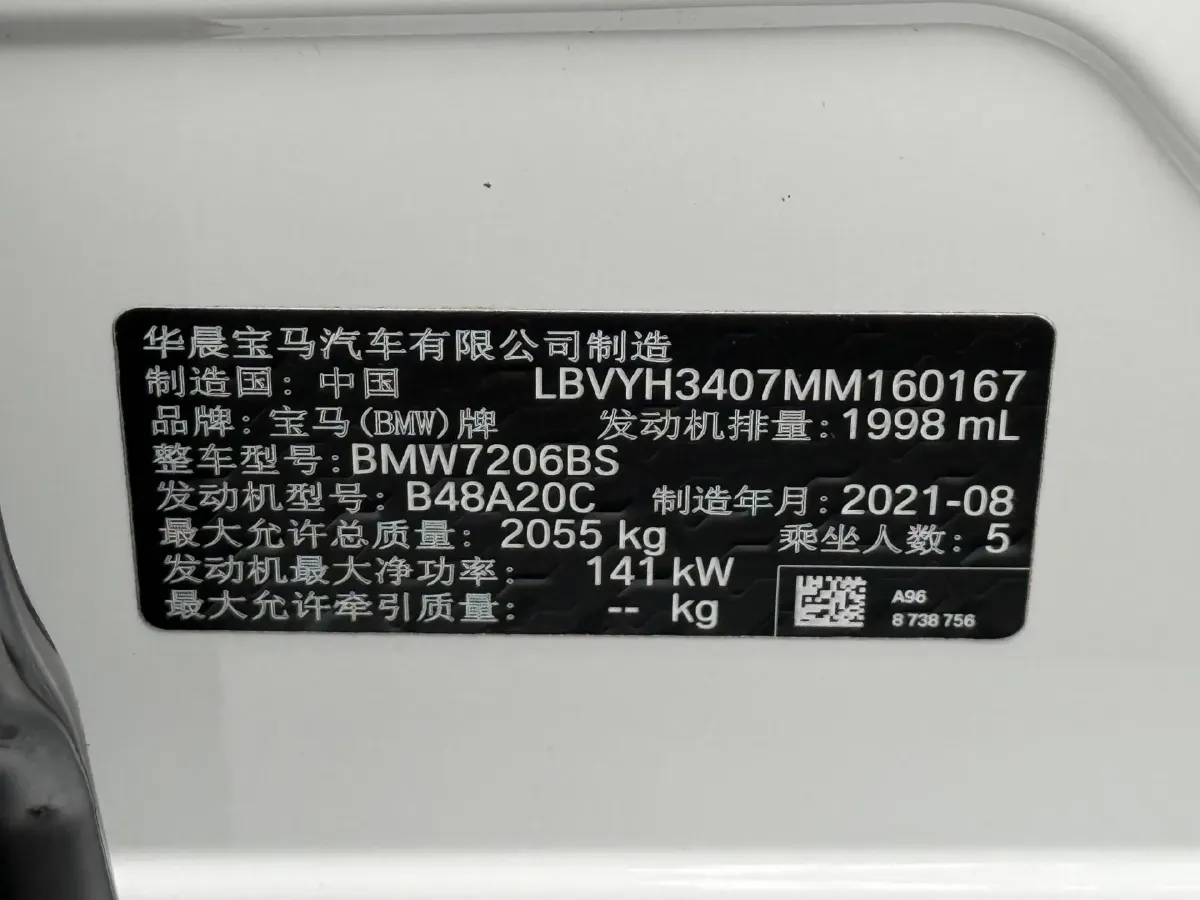 华晨宝马汽车有限公司制造
制造国：中国 LBVYH3407MM160167
品牌：宝马(BMW)牌 发动机排量：1998 mL
整车型号：BMW7206BS
发动机型号：B48A20C 制造年月：2021-08
最大允许总质量：2055 kg 乘坐人数：5
发动机最大净功率：141 kW
最大允许牵引质量：-- kg
A96
8 738 756